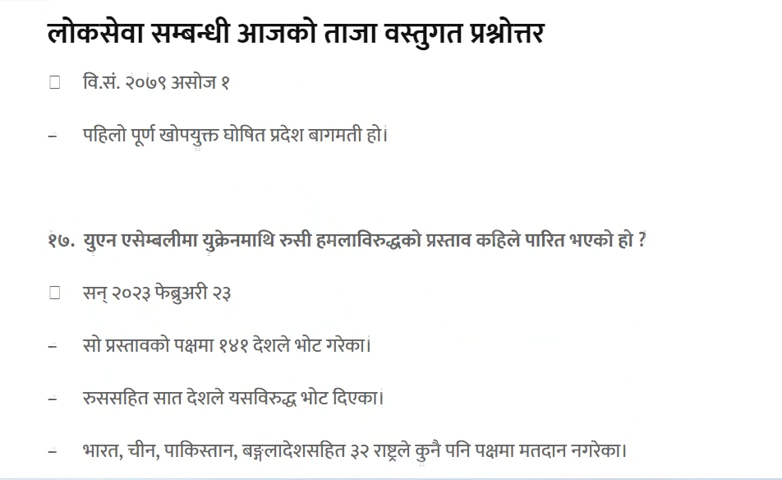 लोकसेवा सम्बन्धी आजको ताजा वस्तुगत प्रश्नोत्तर
□ वि.सं. २०७९ असोज १
– पहिलो पूर्ण खोपयुक्त घोषित प्रदेश बागमती हो।
१७. युएन एसेम्बलीमा युक्रेनमाथि रुसी हमलाविरुद्धको प्रस्ताव कहिले पारित भएको हो ?
□ सन् २०२३ फेब्रुअरी २३
– सो प्रस्तावको पक्षमा १४१ देशले भोट गरेका।
– रुससहित सात देशले यसविरुद्ध भोट दिएका।
– भारत, चीन, पाकिस्तान, बङ्गलादेशसहित ३२ राष्ट्रले कुनै पनि पक्षमा मतदान नगरेका।